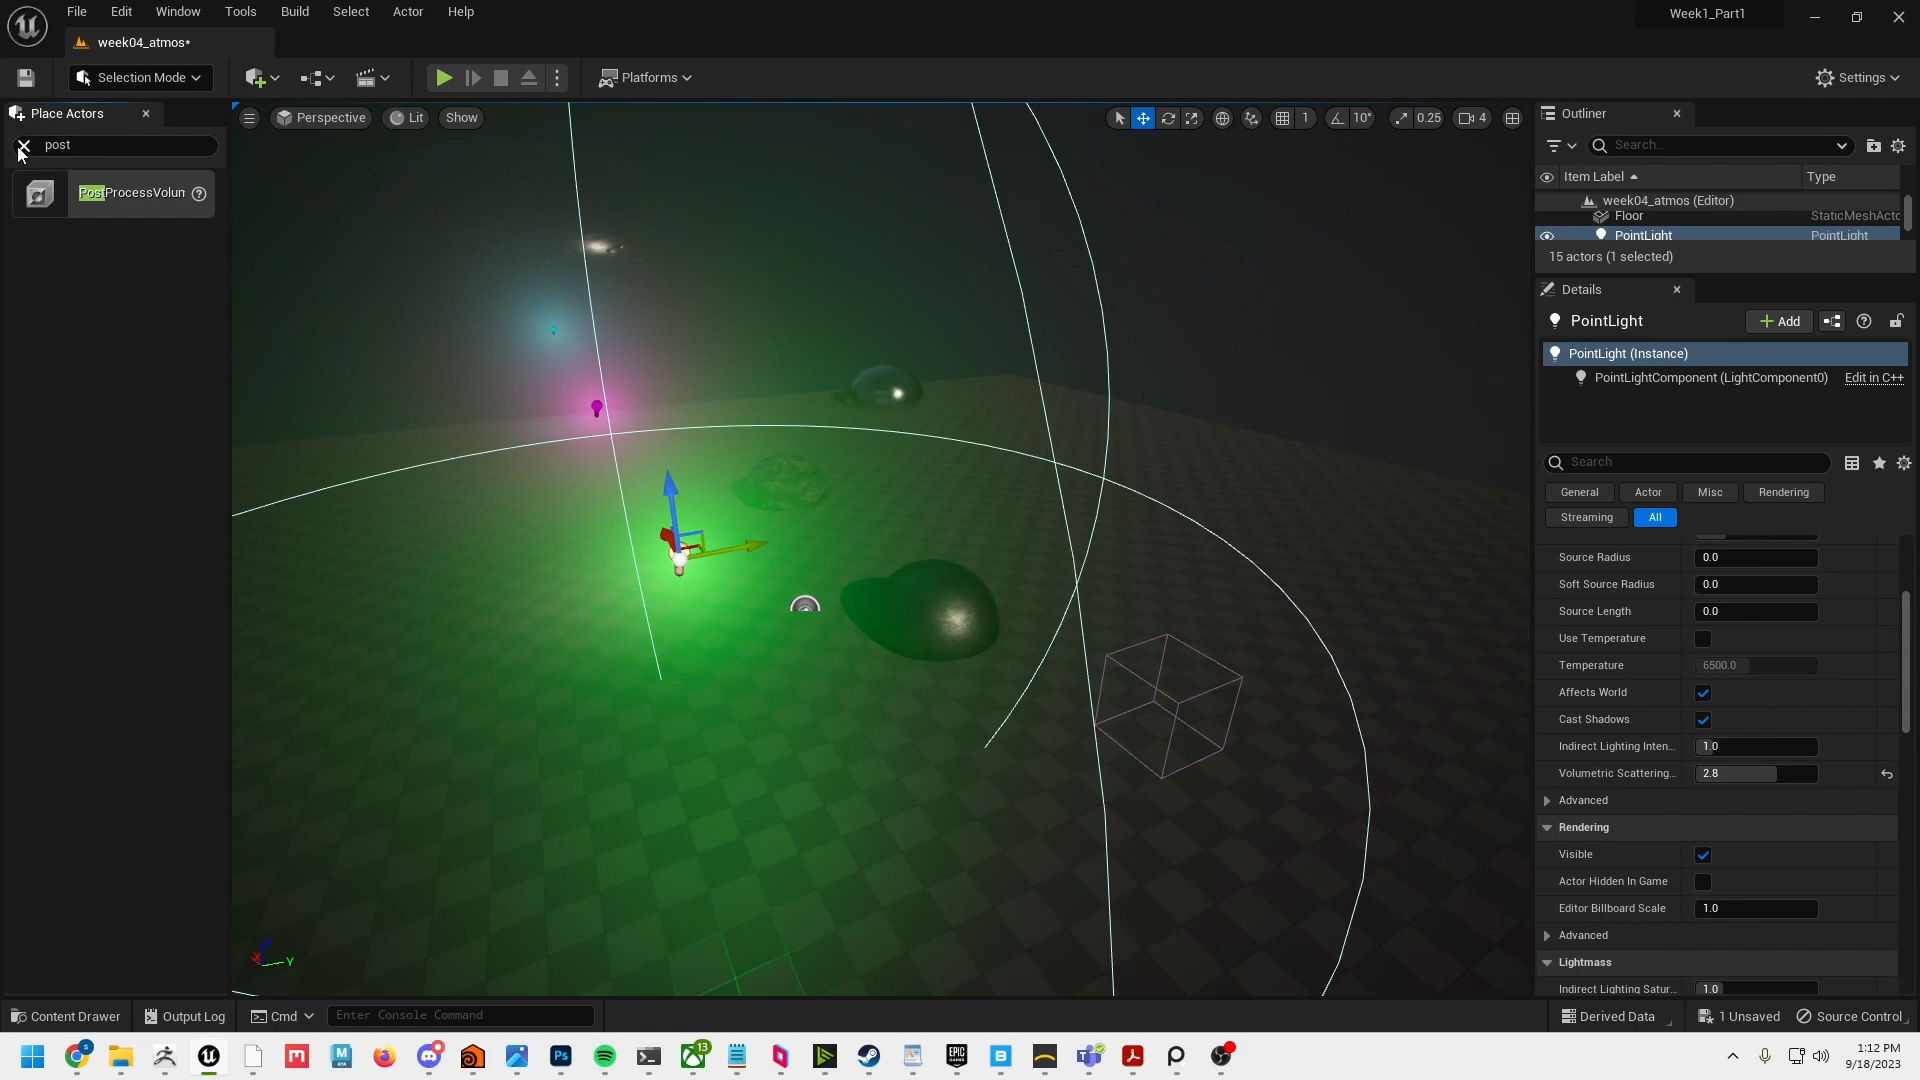 File Edit Window Tools Build Select Actor Help
Week1_Part1
week04_atmos*
Selection Mode
Platforms
Settings
Place Actors
post
PostProcessVolum
Perspective Lit Show
1 10° 0.25 4
Outliner
Search...
Item Label Type
week04_atmos (Editor)
Floor StaticMeshActo
PointLight PointLight
15 actors (1 selected)
Details
PointLight
Add
PointLight (Instance)
PointLightComponent (LightComponent0) Edit in C++
Search
General Actor Misc Rendering
Streaming All
Source Radius 0.0
Soft Source Radius 0.0
Source Length 0.0
Use Temperature
Temperature 6500.0
Affects World
Cast Shadows
Indirect Lighting Inten... 1.0
Volumetric Scattering... 2.8
Advanced
Rendering
Visible
Actor Hidden In Game
Editor Billboard Scale 1.0
Advanced
Lightmass
Indirect Lighting Satur... 1.0
X Y
Content Drawer Output Log Cmd Enter Console Command
Derived Data 1 Unsaved Source Control
13
1:12 PM
9/18/2023